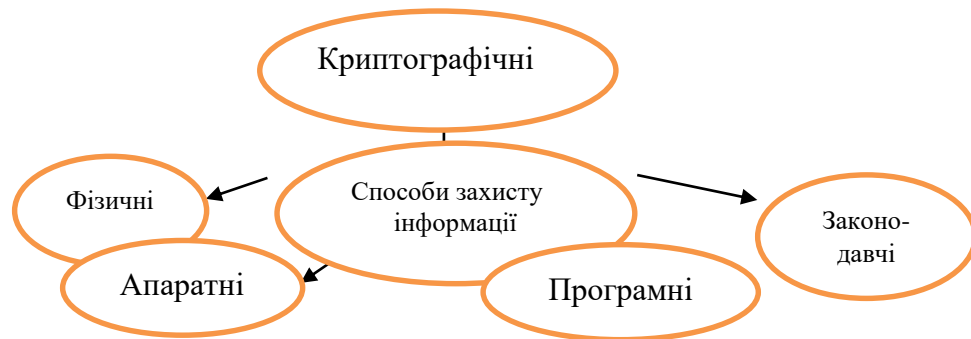 Криптографічні
Фізичні
Способи захисту
інформації
Законо-
давчі
Апаратні
Програмні